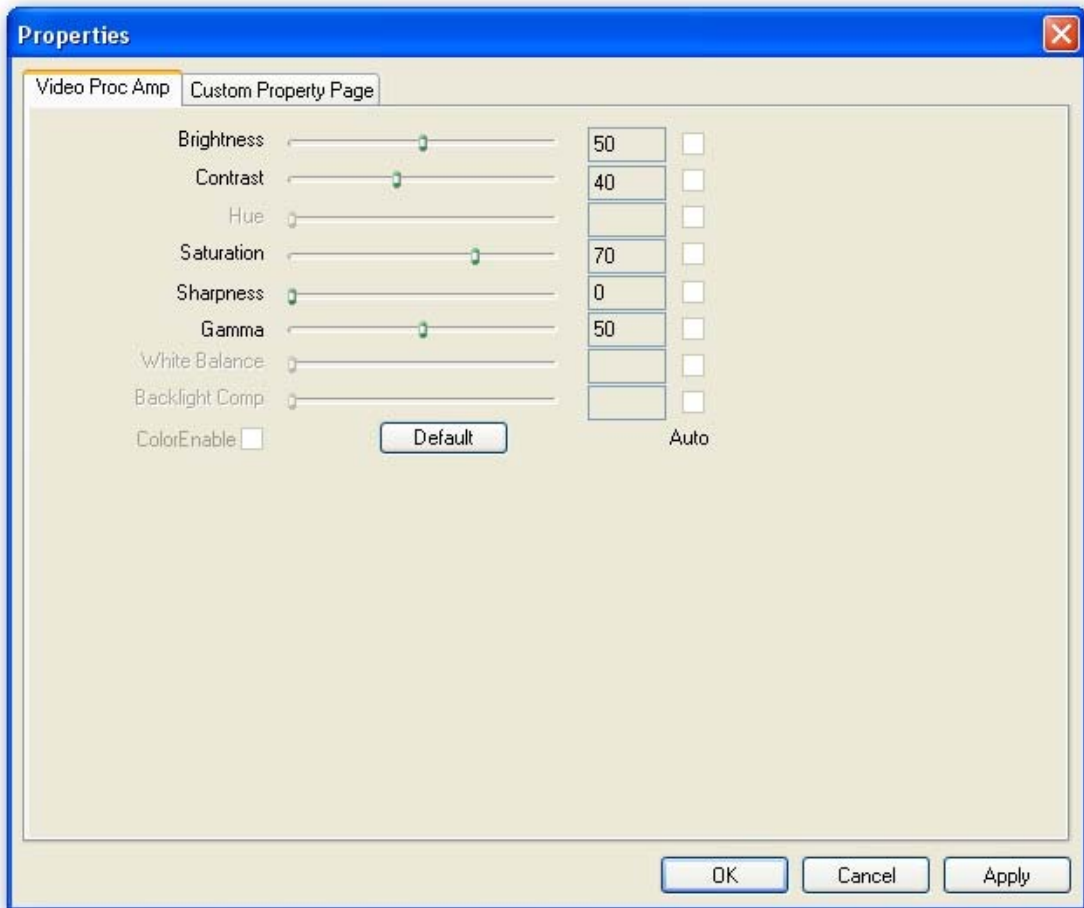 Properties
Video Proc Amp Custom Property Page
Brightness 50
Contrast 40
Hue
Saturation 70
Sharpness 0
Gamma 50
White Balance
Backlight Comp
ColorEnable Default Auto
OK Cancel Apply